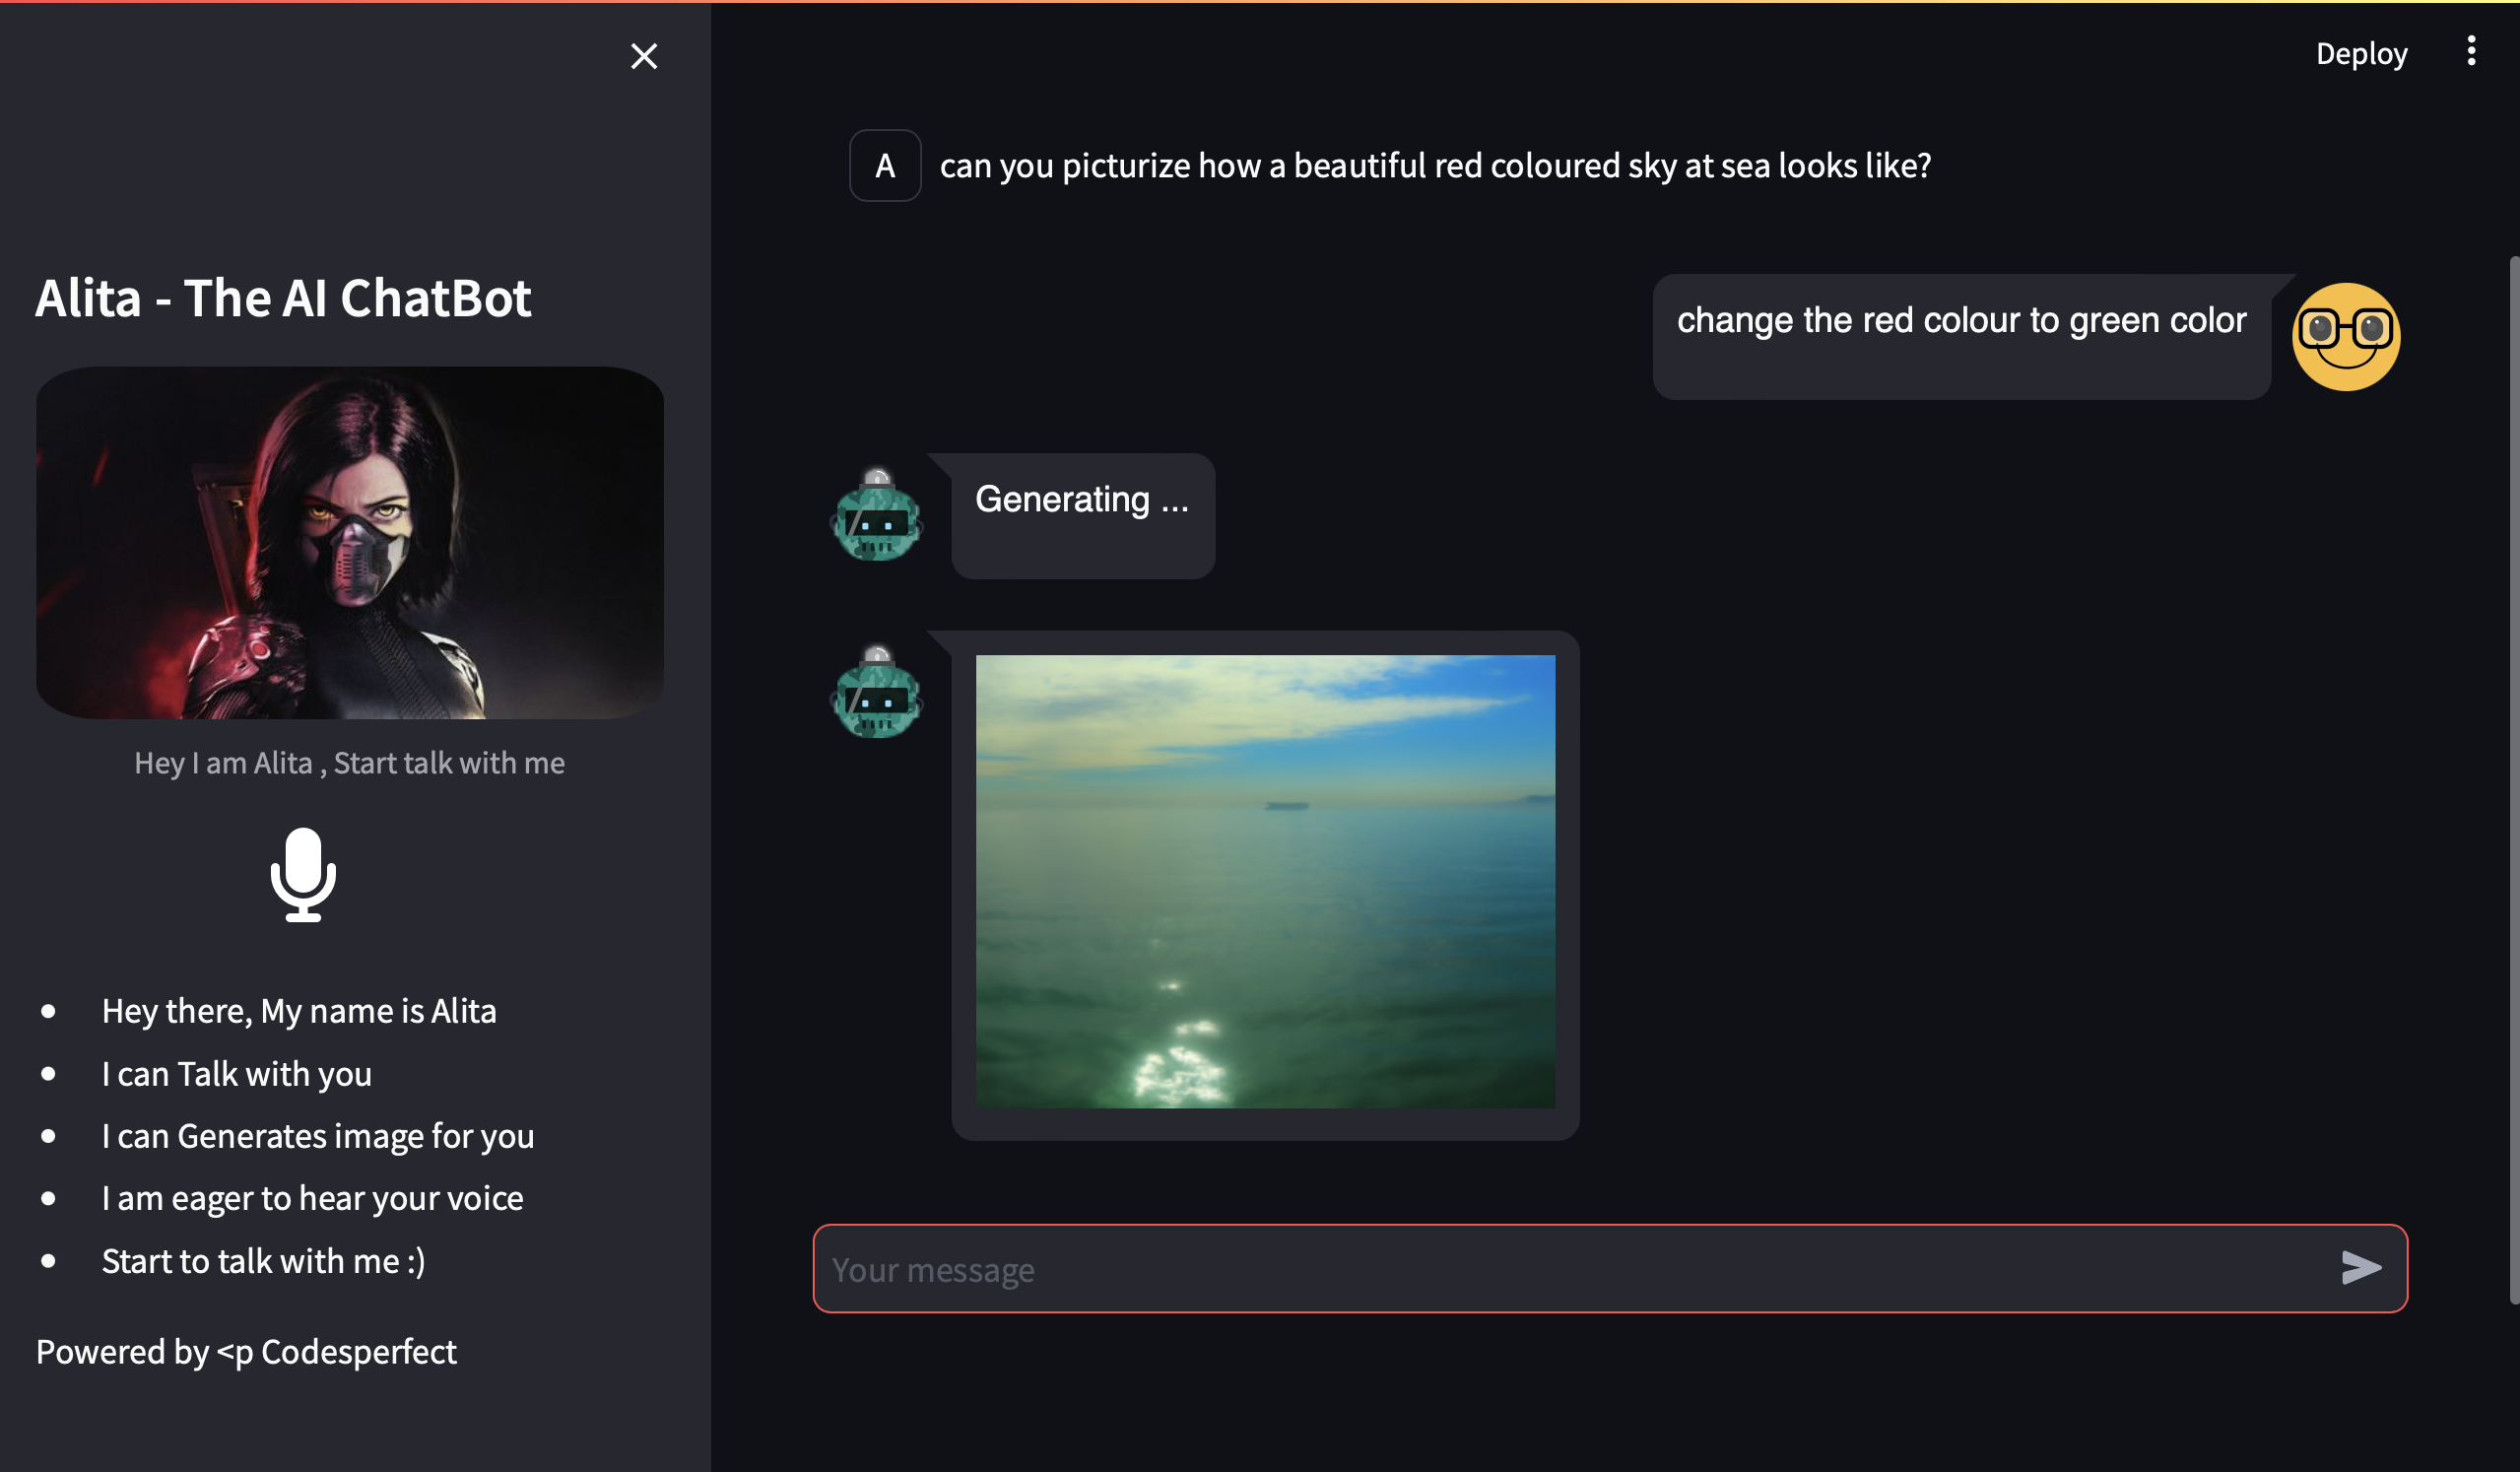 Alita - The AI ChatBot
Hey I am Alita , Start talk with me
Hey there, My name is Alita
I can Talk with you
I can Generates image for you
I am eager to hear your voice
Start to talk with me :)
Powered by <p Codesperfect
Deploy
A
can you picturize how a beautiful red coloured sky at sea looks like?
change the red colour to green color
Generating ...
Your message